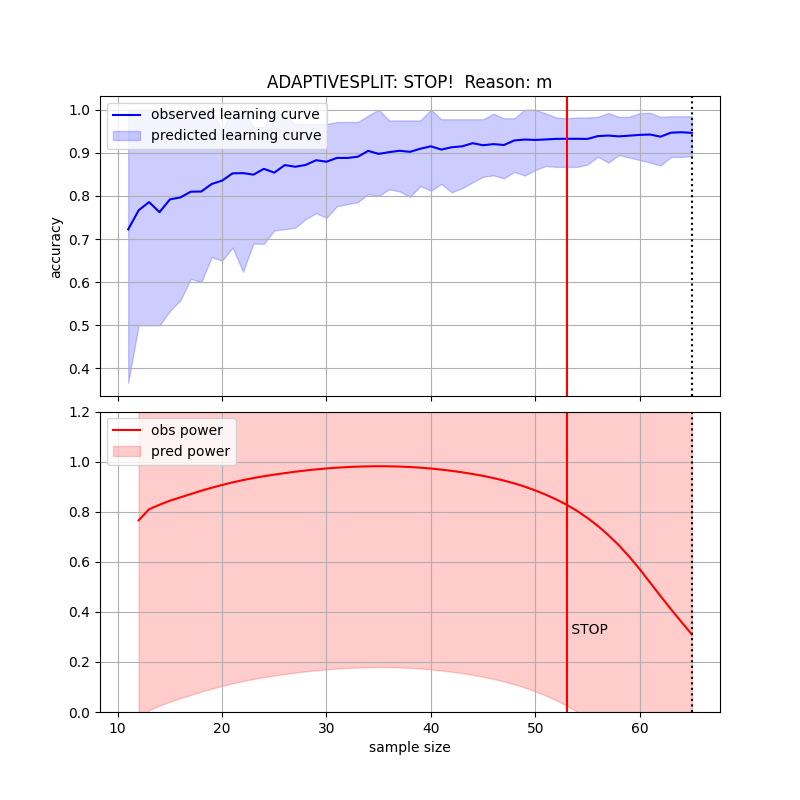 ADAPTIVESPLIT: STOP!  Reason: m
observed learning curve
predicted learning curve
accuracy
1.0
0.9
0.8
0.7
0.6
0.5
0.4
obs power
pred power
1.2
1.0
0.8
0.6
0.4
0.2
0.0
STOP
10 20 30 40 50 60
sample size